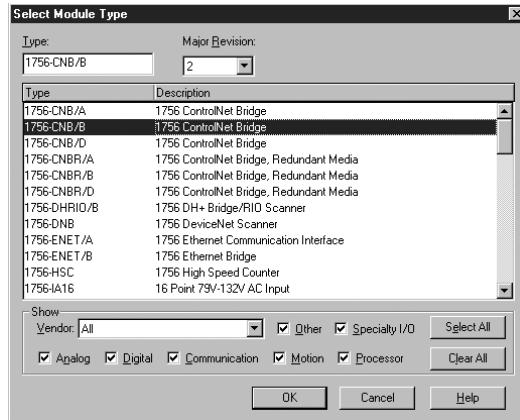 Select Module Type
Type: Major Revision:
1756-CNB/B 2
Type Description
1756-CNB/A 1756 ControlNet Bridge
1756-CNB/B 1756 ControlNet Bridge
1756-CNB/D 1756 ControlNet Bridge
1756-CNBR/A 1756 ControlNet Bridge, Redundant Media
1756-CNBR/B 1756 ControlNet Bridge, Redundant Media
1756-CNBR/D 1756 ControlNet Bridge, Redundant Media
1756-DHRIO/B 1756 DH+ Bridge/RIO Scanner
1756-DNB 1756 DeviceNet Scanner
1756-ENET/A 1756 Ethernet Communication Interface
1756-ENET/B 1756 Ethernet Bridge
1756-HSC 1756 High Speed Counter
1756-IA16 16 Point 79V-132V AC Input
Show
Vendor: All Other Specialty I/O Select All
Analog Digital Communication Motion Processor Clear All
OK Cancel Help